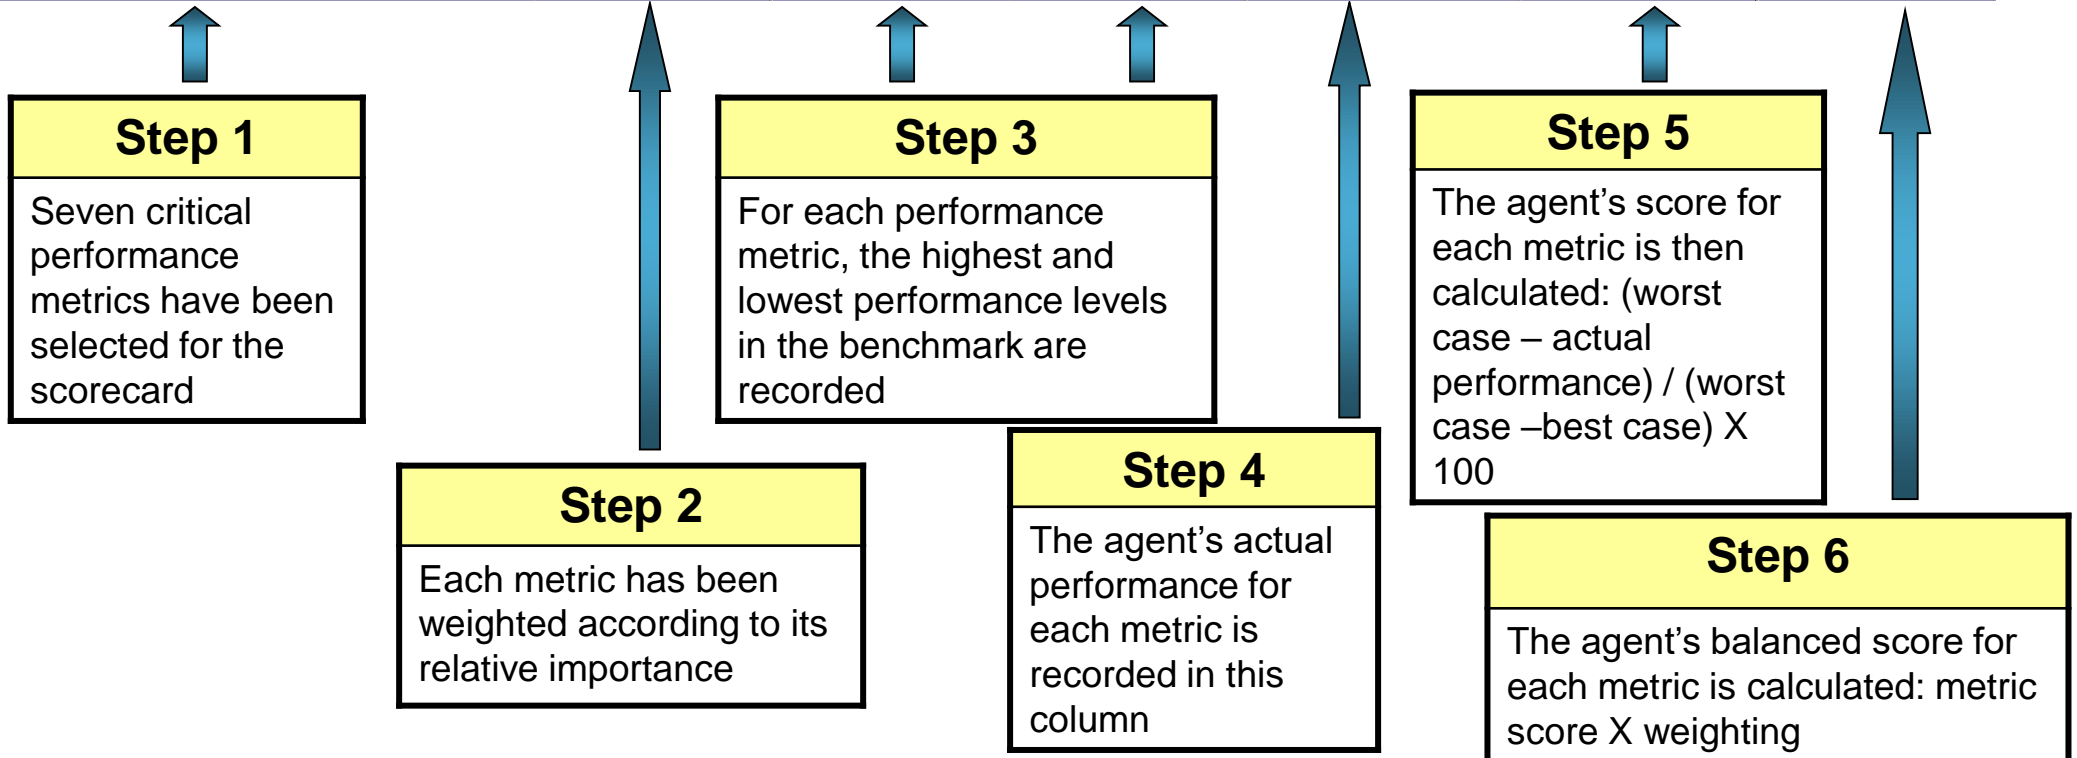 Step 1
Seven critical
performance
metrics have been
selected for the
scorecard
Step 2
Each metric has been
weighted according to its
relative importance
Step 3
For each performance
metric, the highest and
lowest performance levels
in the benchmark are
recorded
Step 4
The agent’s actual
performance for
each metric is
recorded in this
column
Step 5
The agent’s score for
each metric is then
calculated: (worst
case – actual
performance) / (worst
case –best case) X
100
Step 6
The agent’s balanced score for
each metric is calculated: metric
score X weighting